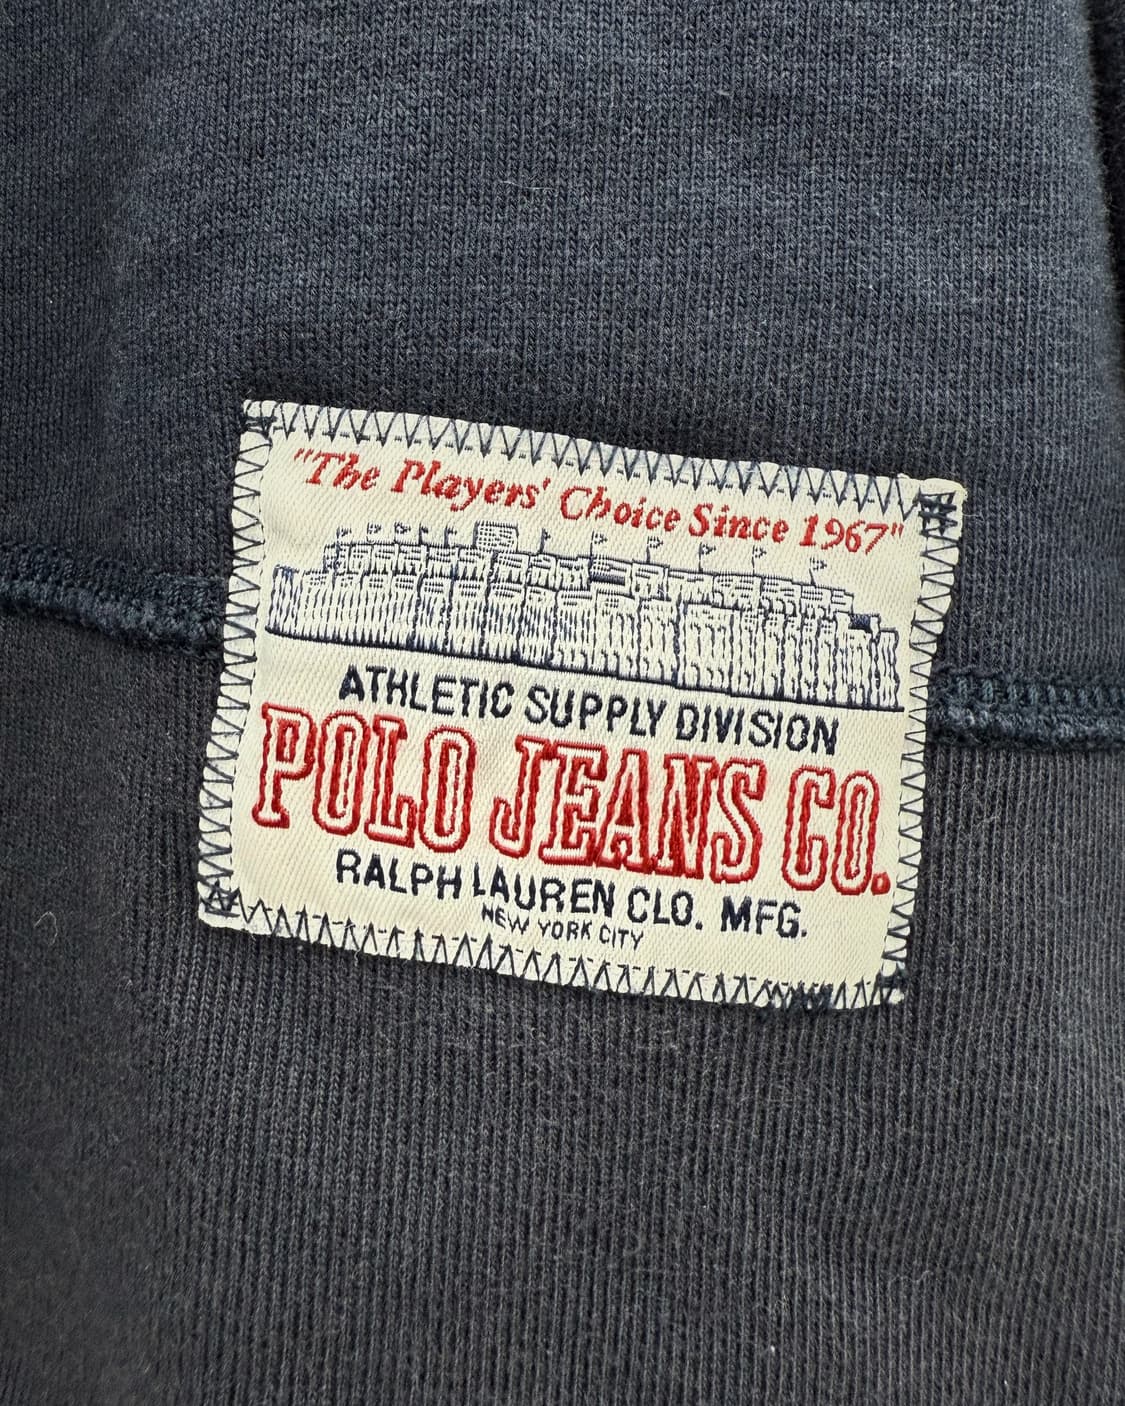 "The Players' Choice Since 1967"
ATHLETIC SUPPLY DIVISION
POLO JEANS CO.
RALPH LAUREN CLO. MFG.
NEW YORK CITY